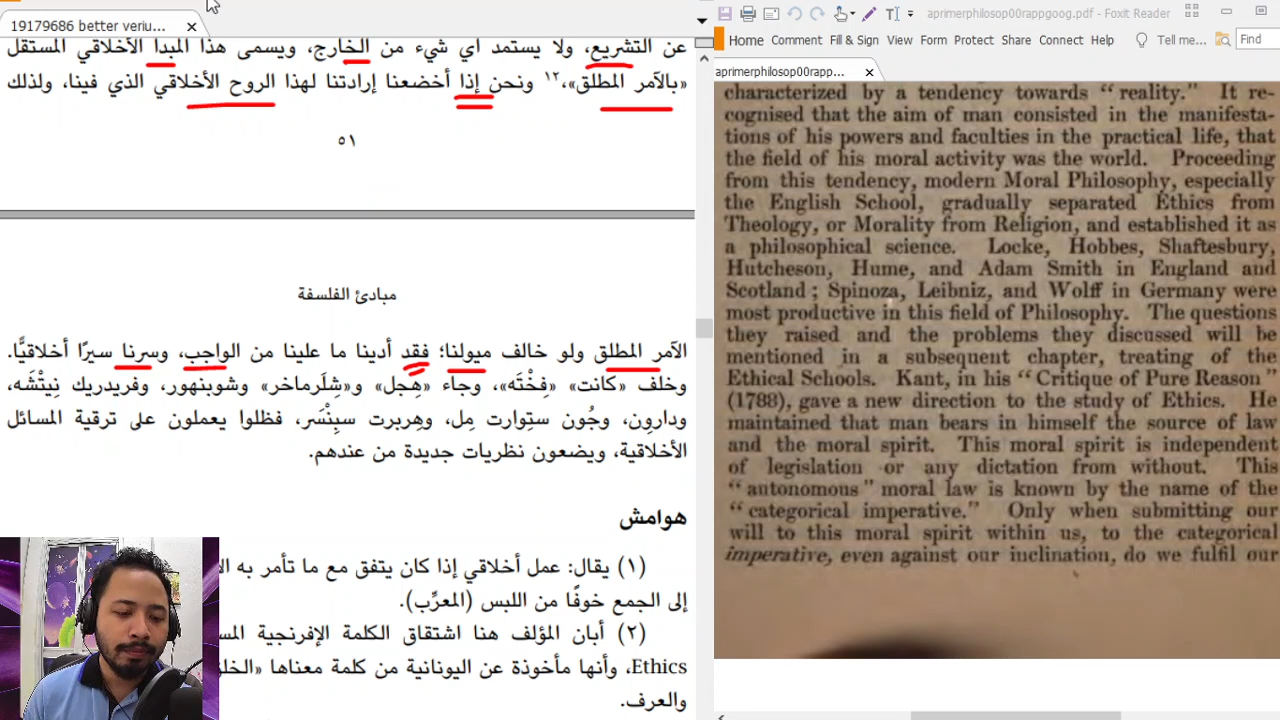 19179686 better veriu...
عن التشريع، ولا يستمد أي شيء من الخارج، ويسمى هذا المبدأ الأخلاقي المستقل
«بالآمر المطلق»،١٢ ونحن إذا أخضعنا إرادتنا لهذا الروح الأخلاقي الذي فينا، ولذلك
٥١
مبادئ الفلسفة
الآمر المطلق ولو خالف ميولنا؛ فقد أدينا ما علينا من الواجب، وسرنا سيرًا أخلاقيًّا.
وخلف «كانت» «فِخْتَه»، وجاء «هِجل» و«شِلَرماخر» وشوبنهور، وفريدريك نِيتْشَه،
ودارون، وجُون ستِوارت مِل، وهربرت سبِنْسَر، فظلوا يعملون على ترقية المسائل
الأخلاقية، ويضعون نظريات جديدة من عندهم.
هوامش
(١) يقال: عمل أخلاقي إذا كان يتفق مع ما تأمر به
إلى الجمع خوفًا من اللبس (المعرِّب).
(٢) أبان المؤلف هنا اشتقاق الكلمة الإفرنجية
Ethics، وأنها مأخوذة عن اليونانية من كلمة معناها
والعرف.
aprimerphilosop00rappgoog.pdf - Foxit Reader
Home Comment Fill & Sign View Form Protect Share Connect Help Tell me... Find
aprimerphilosop00rapp...
characterized by a tendency towards "reality." It re-
cognised that the aim of man consisted in the manifesta-
tions of his powers and faculties in the practical life, that
the field of his moral activity was the world. Proceeding
from this tendency, modern Moral Philosophy, especially
the English School, gradually separated Ethics from
Theology, or Morality from Religion, and established it as
a philosophical science. Locke, Hobbes, Shaftesbury,
Hutcheson, Hume, and Adam Smith in England and
Scotland ; Spinoza, Leibniz, and Wolff in Germany were
most productive in this field of Philosophy. The questions
they raised and the problems they discussed will be
mentioned in a subsequent chapter, treating of the
Ethical Schools. Kant, in his "Critique of Pure Reason"
(1788), gave a new direction to the study of Ethics. He
maintained that man bears in himself the source of law
and the moral spirit. This moral spirit is independent
of legislation or any dictation from without. This
"autonomous" moral law is known by the name of the
"categorical imperative." Only when submitting our
will to this moral spirit within us, to the categorical
imperative, even against our inclination, do we fulfil our